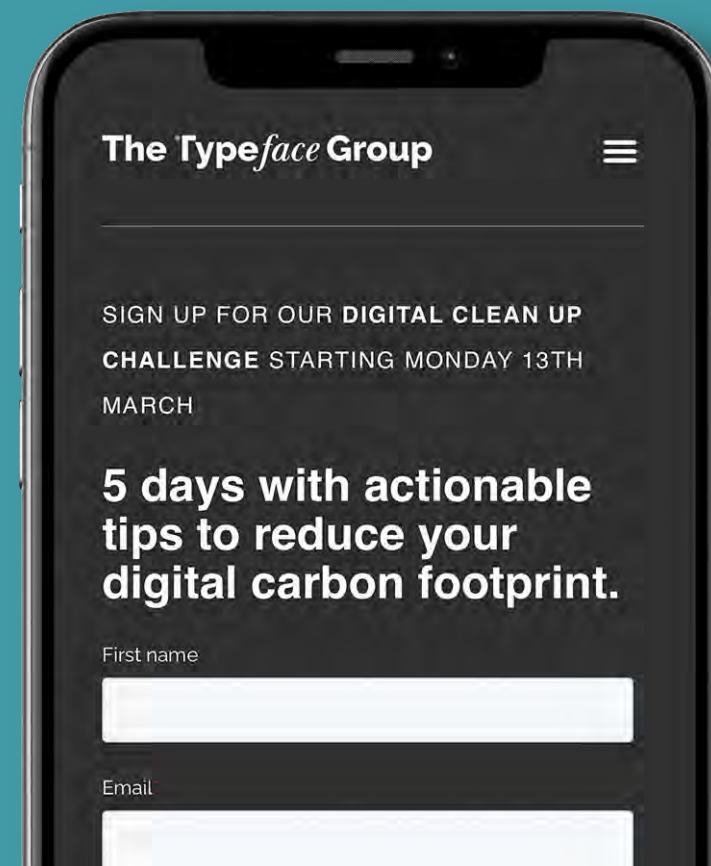 The Typeface Group
SIGN UP FOR OUR DIGITAL CLEAN UP
CHALLENGE STARTING MONDAY 13TH
MARCH
5 days with actionable
tips to reduce your
digital carbon footprint.
First name
Email